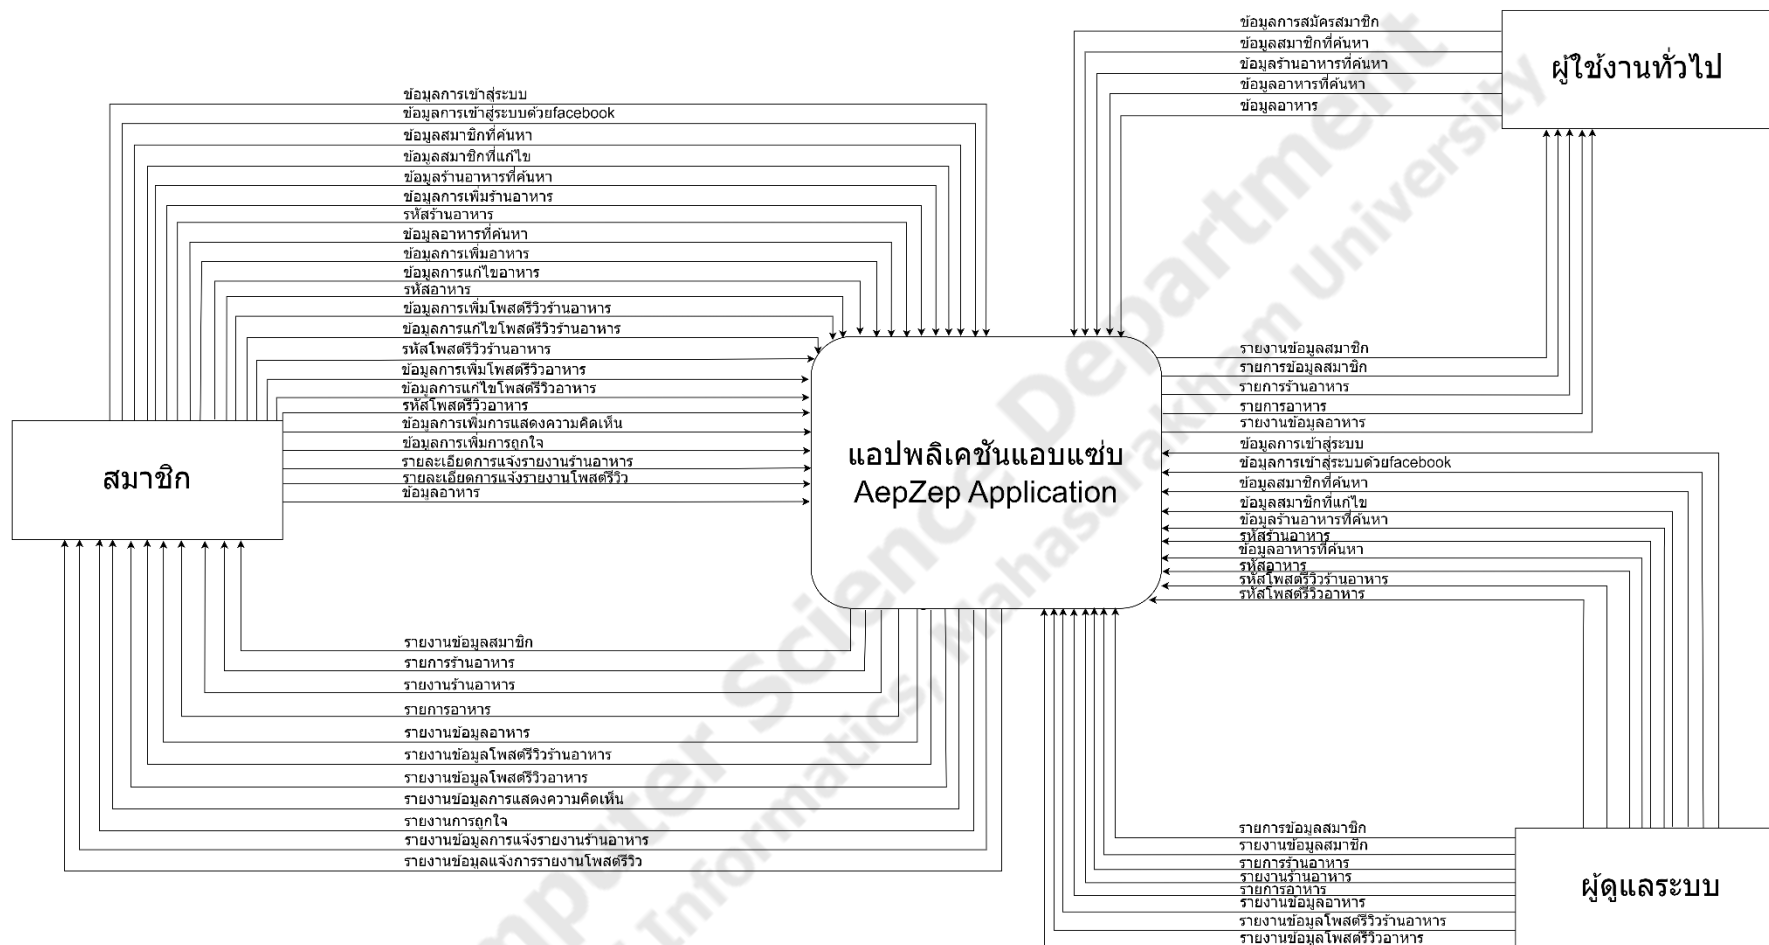 ข้อมูลการสมัครสมาชิก
ข้อมูลสมาชิกที่ค้นหา
ข้อมูลร้านอาหารที่ค้นหา
ข้อมูลอาหารที่ค้นหา
ข้อมูลอาหาร
ผู้ใช้งานทั่วไป
ข้อมูลการเข้าสู่ระบบ
ข้อมูลการเข้าสู่ระบบด้วยfacebook
ข้อมูลสมาชิกที่ค้นหา
ข้อมูลสมาชิกที่แก้ไข
ข้อมูลร้านอาหารที่ค้นหา
ข้อมูลการเพิ่มร้านอาหาร
รหัสร้านอาหาร
ข้อมูลอาหารที่ค้นหา
ข้อมูลการเพิ่มอาหาร
ข้อมูลการแก้ไขอาหาร
รหัสอาหาร
ข้อมูลการเพิ่มโพสต์รีวิวร้านอาหาร
ข้อมูลการแก้ไขโพสต์รีวิวร้านอาหาร
รหัสโพสต์รีวิวร้านอาหาร
ข้อมูลการเพิ่มโพสต์รีวิวอาหาร
ข้อมูลการแก้ไขโพสต์รีวิวอาหาร
รหัสโพสต์รีวิวอาหาร
ข้อมูลการเพิ่มการแสดงความคิดเห็น
ข้อมูลการเพิ่มการถูกใจ
รายละเอียดการแจ้งรายงานร้านอาหาร
รายละเอียดการแจ้งรายงานโพสต์รีวิว
ข้อมูลอาหาร
สมาชิก
แอปพลิเคชันแอบแซ่บ
AepZep Application
รายงานข้อมูลสมาชิก
รายการข้อมูลสมาชิก
รายการร้านอาหาร
รายการอาหาร
รายงานข้อมูลอาหาร
ข้อมูลการเข้าสู่ระบบ
ข้อมูลการเข้าสู่ระบบด้วยfacebook
ข้อมูลสมาชิกที่ค้นหา
ข้อมูลสมาชิกที่แก้ไข
ข้อมูลร้านอาหารที่ค้นหา
รหัสร้านอาหาร
ข้อมูลอาหารที่ค้นหา
รหัสอาหาร
รหัสโพสต์รีวิวร้านอาหาร
รหัสโพสต์รีวิวอาหาร
รายงานข้อมูลสมาชิก
รายการร้านอาหาร
รายงานร้านอาหาร
รายการอาหาร
รายงานข้อมูลอาหาร
รายงานข้อมูลโพสต์รีวิวร้านอาหาร
รายงานข้อมูลโพสต์รีวิวอาหาร
รายงานข้อมูลการแสดงความคิดเห็น
รายงานการถูกใจ
รายงานข้อมูลการแจ้งรายงานร้านอาหาร
รายงานข้อมูลแจ้งการรายงานโพสต์รีวิว
รายการข้อมูลสมาชิก
รายงานข้อมูลสมาชิก
รายการร้านอาหาร
รายงานร้านอาหาร
รายการอาหาร
รายงานข้อมูลอาหาร
รายงานข้อมูลโพสต์รีวิวร้านอาหาร
รายงานข้อมูลโพสต์รีวิวอาหาร
ผู้ดูแลระบบ
mputer Science Department
Informatics, Mahasarakham University